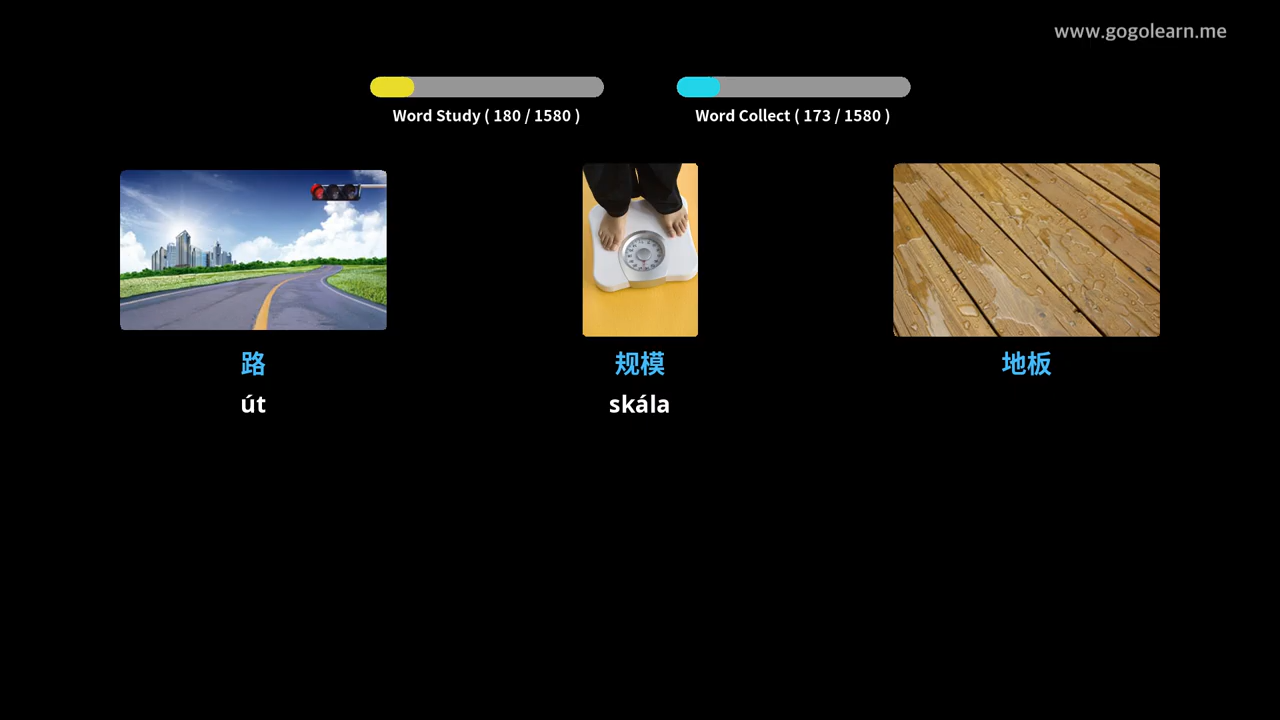 www.gogolearn.me
Word Study ( 180 / 1580 )
Word Collect ( 173 / 1580 )
路
规模
地板
út
skála